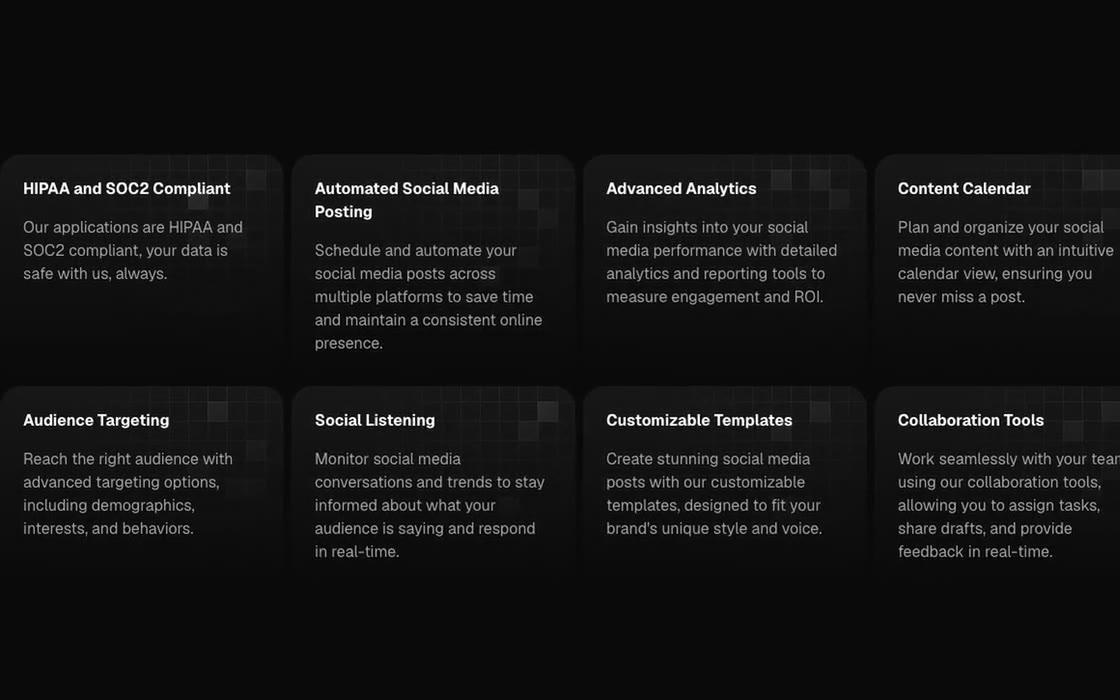 HIPAA and SOC2 Compliant
Our applications are HIPAA and
SOC2 compliant, your data is
safe with us, always.
Automated Social Media
Posting
Schedule and automate your
social media posts across
multiple platforms to save time
and maintain a consistent online
presence.
Advanced Analytics
Gain insights into your social
media performance with detailed
analytics and reporting tools to
measure engagement and ROI.
Content Calendar
Plan and organize your social
media content with an intuitive
calendar view, ensuring you
never miss a post.
Audience Targeting
Reach the right audience with
advanced targeting options,
including demographics,
interests, and behaviors.
Social Listening
Monitor social media
conversations and trends to stay
informed about what your
audience is saying and respond
in real-time.
Customizable Templates
Create stunning social media
posts with our customizable
templates, designed to fit your
brand's unique style and voice.
Collaboration Tools
Work seamlessly with your team
using our collaboration tools,
allowing you to assign tasks,
share drafts, and provide
feedback in real-time.